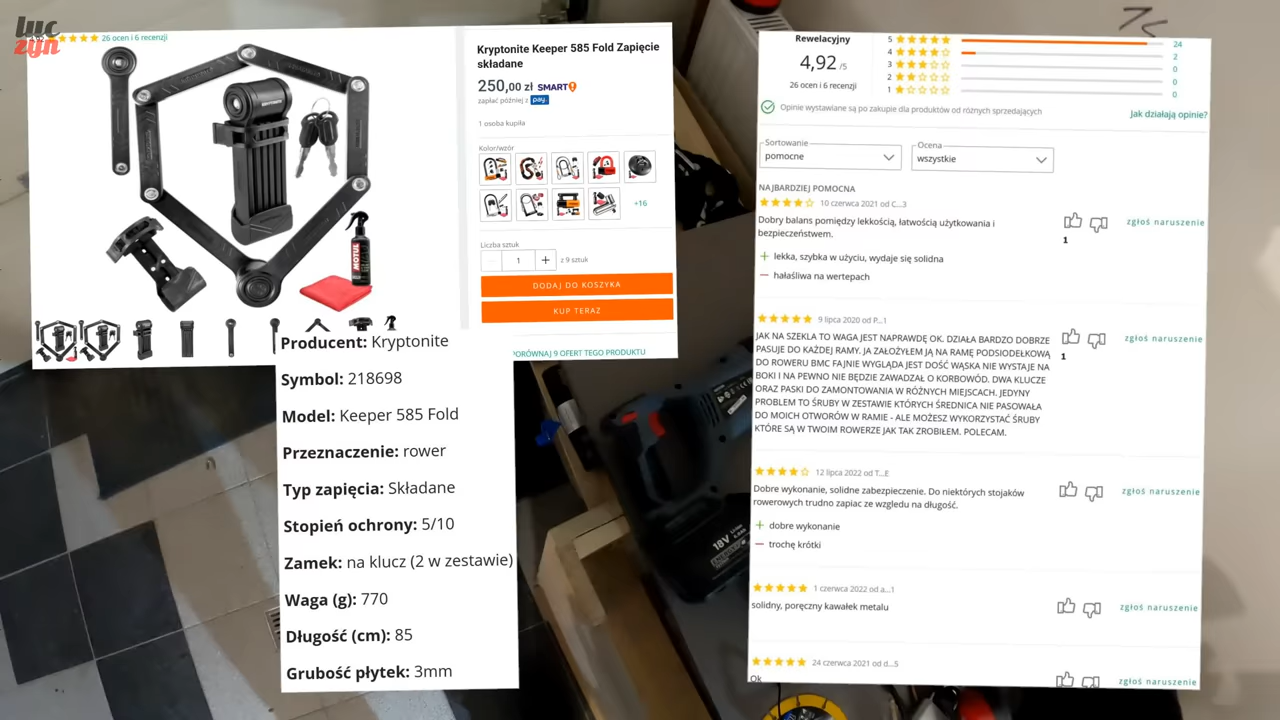 luc
zyn
26 ocen i 6 recenzji
Kryptonite Keeper 585 Fold Zapięcie
składane
250,00 zł SMART!
zapłać później z pay
1 osoba kupiła
Kolor/wzór
+16
Liczba sztuk
1 + z 9 sztuk
DODAJ DO KOSZYKA
KUP TERAZ
PORÓWNAJ 9 OFERT TEGO PRODUKTU
MOTUL
Producent: Kryptonite
Symbol: 218698
Model: Keeper 585 Fold
Przeznaczenie: rower
Typ zapięcia: Składane
Stopień ochrony: 5/10
Zamek: na klucz (2 w zestawie)
Waga (g): 770
Długość (cm): 85
Grubość płytek: 3mm
18V
Rewelacyjny
4,92 /5
26 ocen i 6 recenzji
5 24
4 2
3 0
2 0
1 0
Opinie wystawiane są po zakupie dla produktów od różnych sprzedających
Jak działają opinie?
Sortowanie
pomocne
Ocena
wszystkie
NAJBARDZIEJ POMOCNA
10 czerwca 2021 od C...3
Dobry balans pomiędzy lekkością, łatwością użytkowania i
bezpieczeństwem.
+ lekka, szybka w użyciu, wydaje się solidna
— hałaśliwa na wertepach
1
zgłoś naruszenie
9 lipca 2020 od P...1
JAK NA SZEKLA TO WAGA JEST NAPRAWDĘ OK. DZIAŁA BARDZO DOBRZE
PASUJE DO KAŻDEJ RAMY. JA ZAŁOŻYŁEM JĄ NA RAMĘ PODSIODEŁKOWĄ
DO ROWERU BMC FAJNIE WYGLĄDA JEST DOŚĆ WĄSKA NIE WYSTAJE NA
BOKI I NA PEWNO NIE BĘDZIE ZAWADZAŁ O KORBOWÓD. DWA KLUCZE
ORAZ PASKI DO ZAMONTOWANIA W RÓŻNYCH MIEJSCACH. JEDYNY
PROBLEM TO ŚRUBY W ZESTAWIE KTÓRYCH ŚREDNICA NIE PASOWAŁA
DO MOICH OTWORÓW W RAMIE - ALE MOŻESZ WYKORZYSTAĆ ŚRUBY
KTÓRE SĄ W TWOIM ROWERZE JAK TAK ZROBIŁEM. POLECAM.
1
zgłoś naruszenie
12 lipca 2022 od T...E
Dobre wykonanie, solidne zabezpieczenie. Do niektórych stojaków
rowerowych trudno zapiac ze względu na długość.
+ dobre wykonanie
— trochę krótki
zgłoś naruszenie
1 czerwca 2022 od a...1
solidny, poręczny kawałek metalu
zgłoś naruszenie
24 czerwca 2021 od d...5
Ok
zgłoś naruszenie